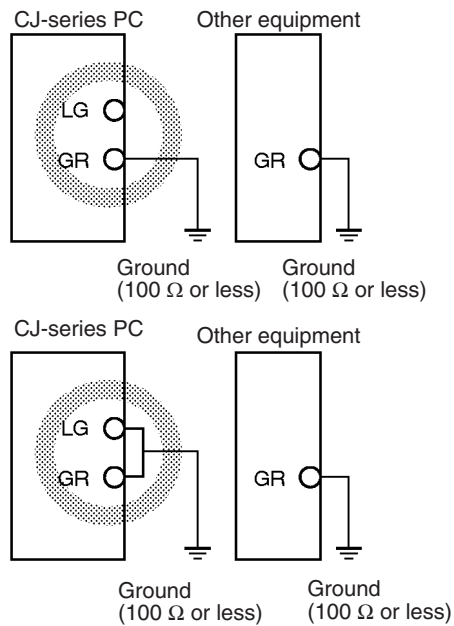 CJ-series PC
Other equipment
LG
GR
GR
Ground
(100 Ω or less)
Ground
(100 Ω or less)
CJ-series PC
Other equipment
LG
GR
GR
Ground
(100 Ω or less)
Ground
(100 Ω or less)